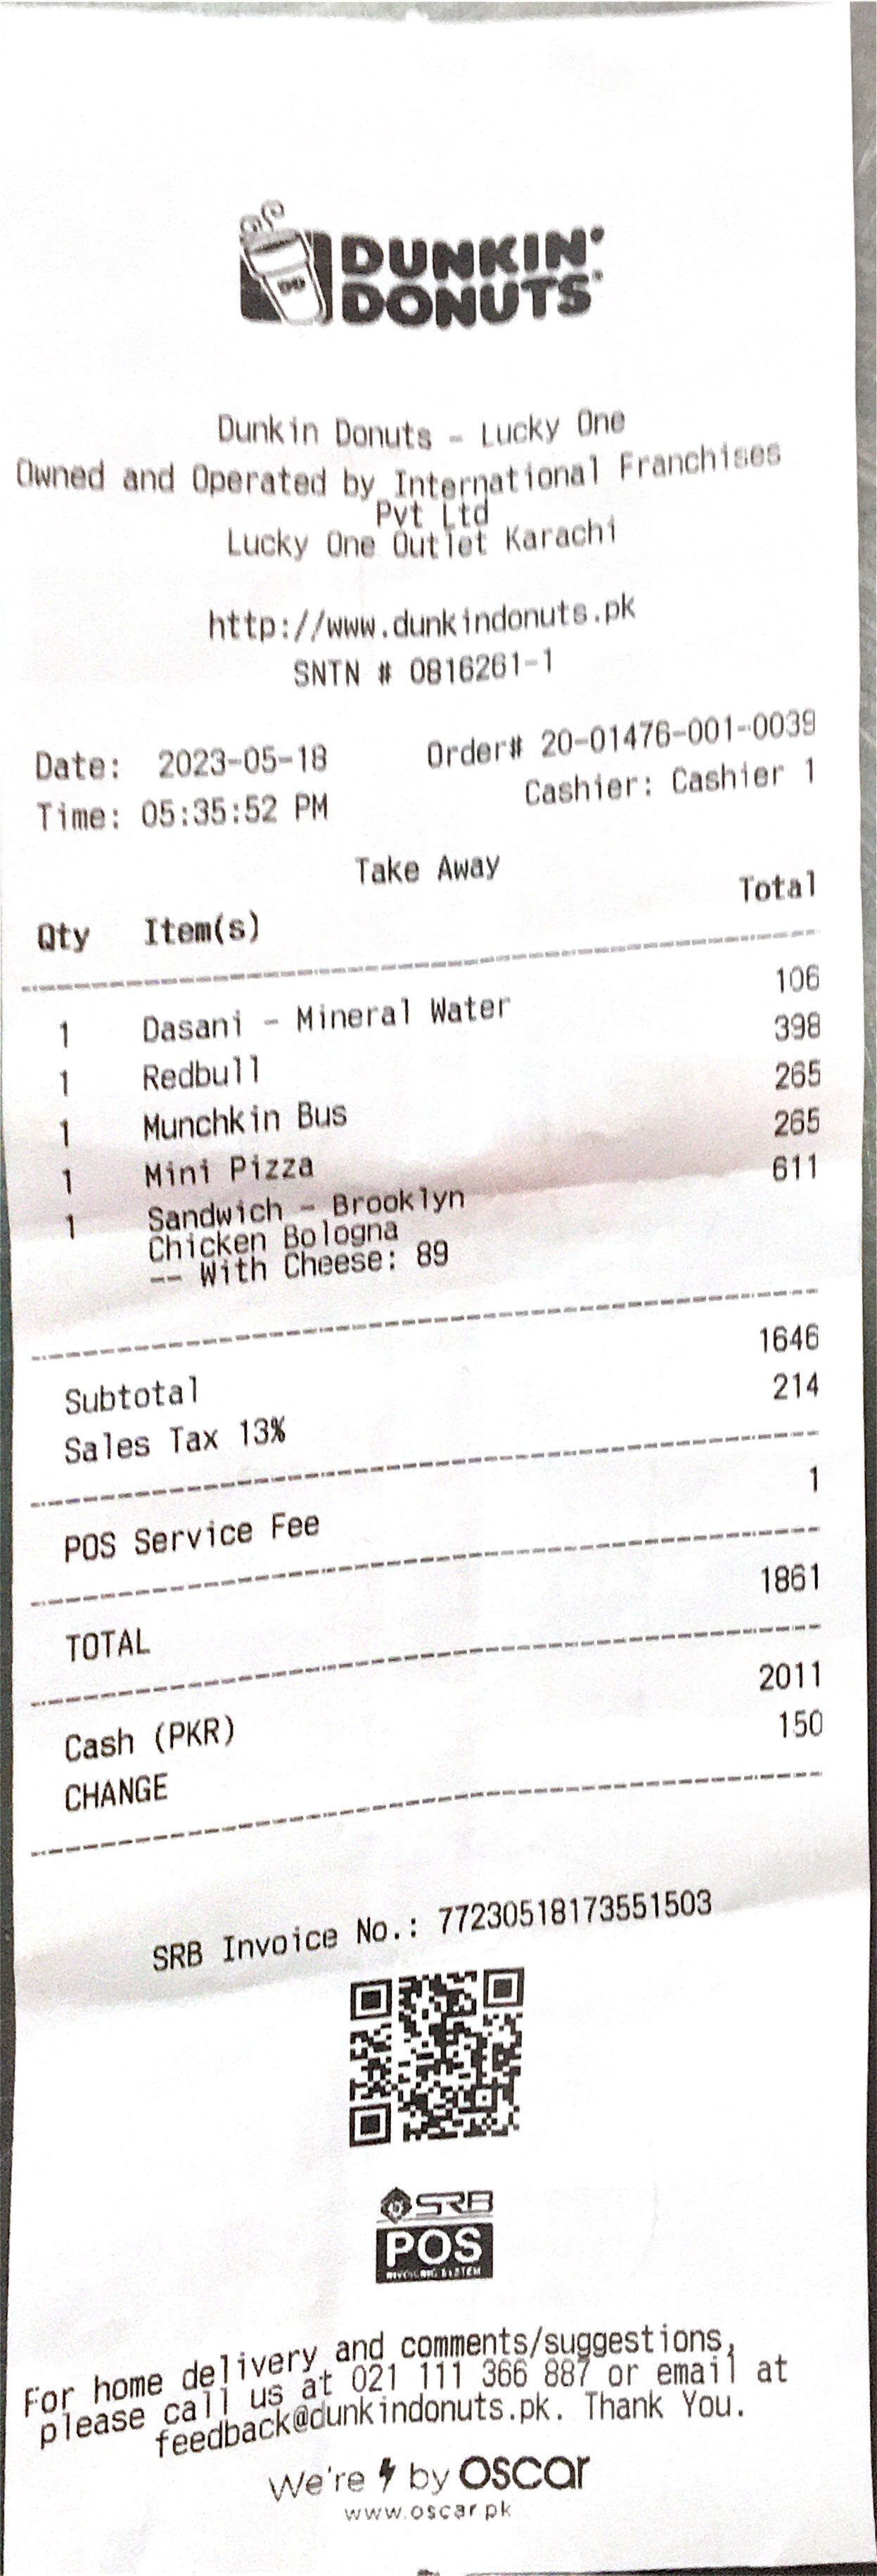 DUNKIN'
DONUTS
Dunkin Donuts - Lucky One
Owned and Operated by International Franchises
Pvt Ltd
Lucky One Outlet Karachi
http://www.dunkindonuts.pk
SNTN # 0816261-1
Date: 2023-05-18 Order# 20-01476-001-0039
Time: 05:35:52 PM Cashier: Cashier 1
Take Away
Qty Item(s) Total
1 Dasani - Mineral Water 106
1 Redbull 398
1 Munchkin Bus 265
1 Mini Pizza 265
1 Sandwich - Brooklyn 611
Chicken Bologna
-- With Cheese: 89
Subtotal 1646
Sales Tax 13% 214
POS Service Fee 1
TOTAL 1861
Cash (PKR) 2011
CHANGE 150
SRB Invoice No.: 77230518173551503
SRB
POS
INVOICING SYSTEM
For home delivery and comments/suggestions,
please call us at 021 111 366 887 or email at
feedback@dunkindonuts.pk. Thank You.
We're by oscar
www.oscar.pk